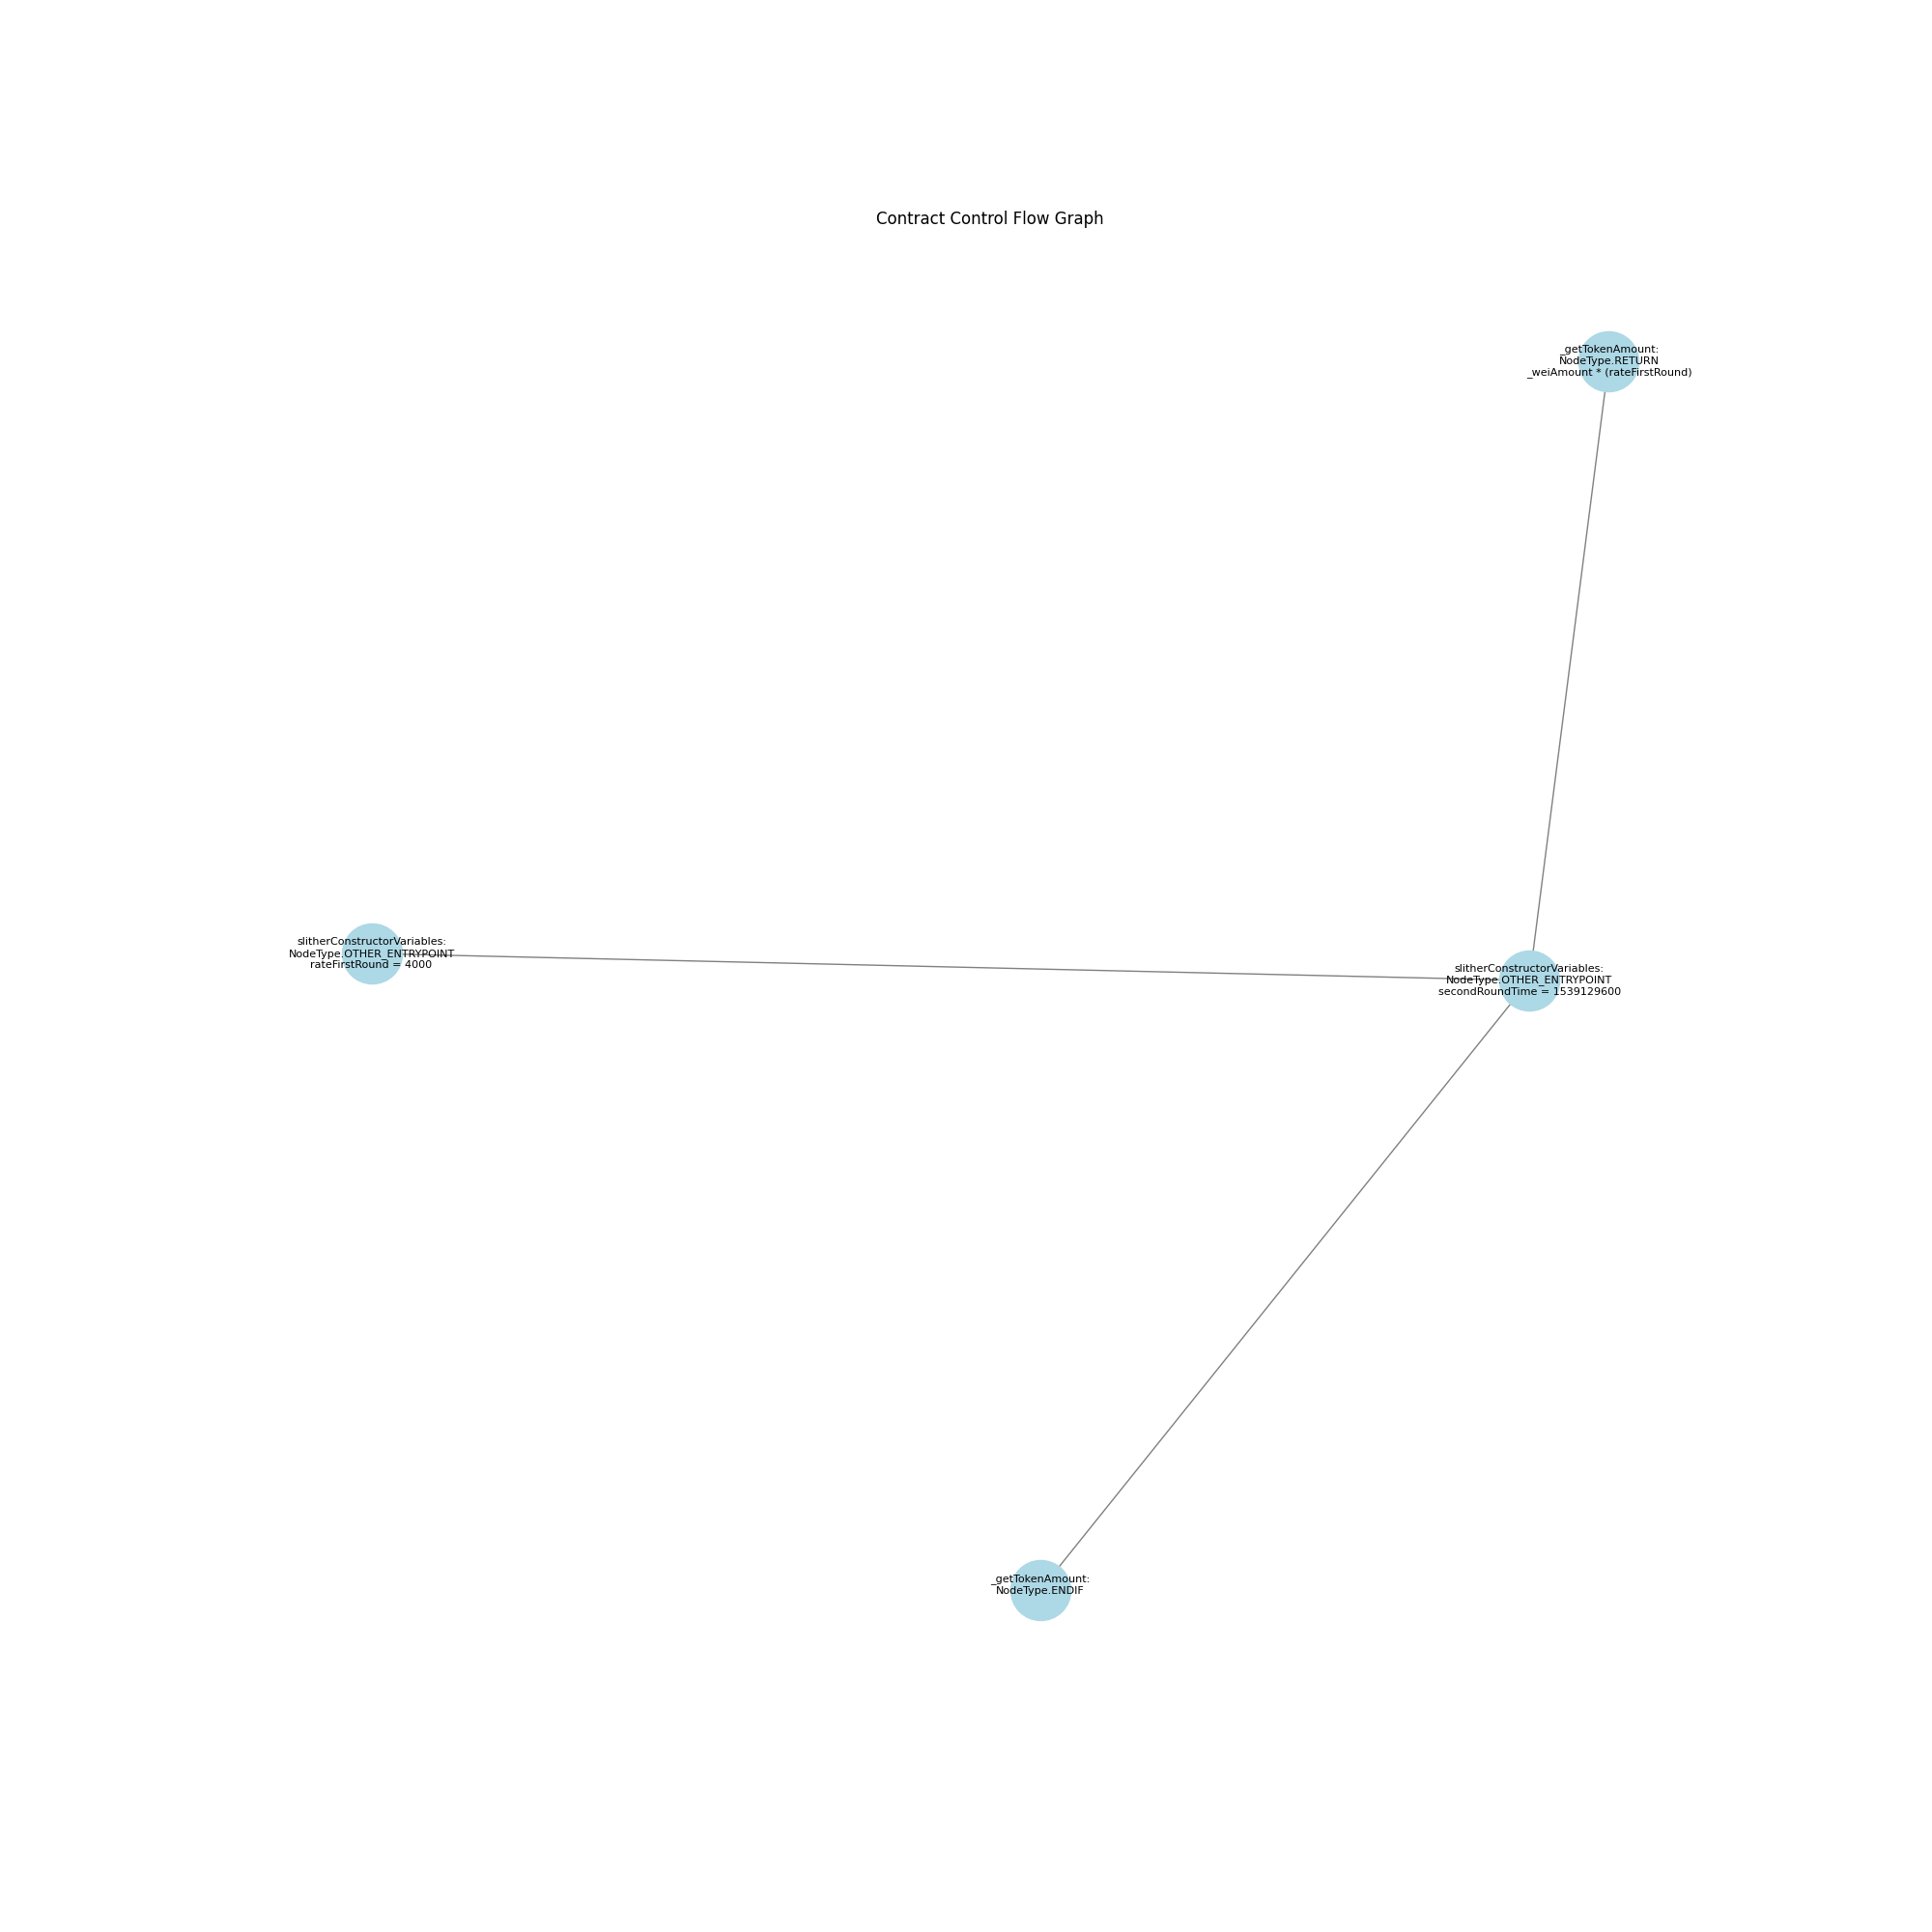 Contract Control Flow Graph
_getTokenAmount:
NodeType.RETURN
_weiAmount * (rateFirstRound)
slitherConstructorVariables:
NodeType.OTHER_ENTRYPOINT
rateFirstRound = 4000
slitherConstructorVariables:
NodeType.OTHER_ENTRYPOINT
secondRoundTime = 1539129600
_getTokenAmount:
NodeType.ENDIF